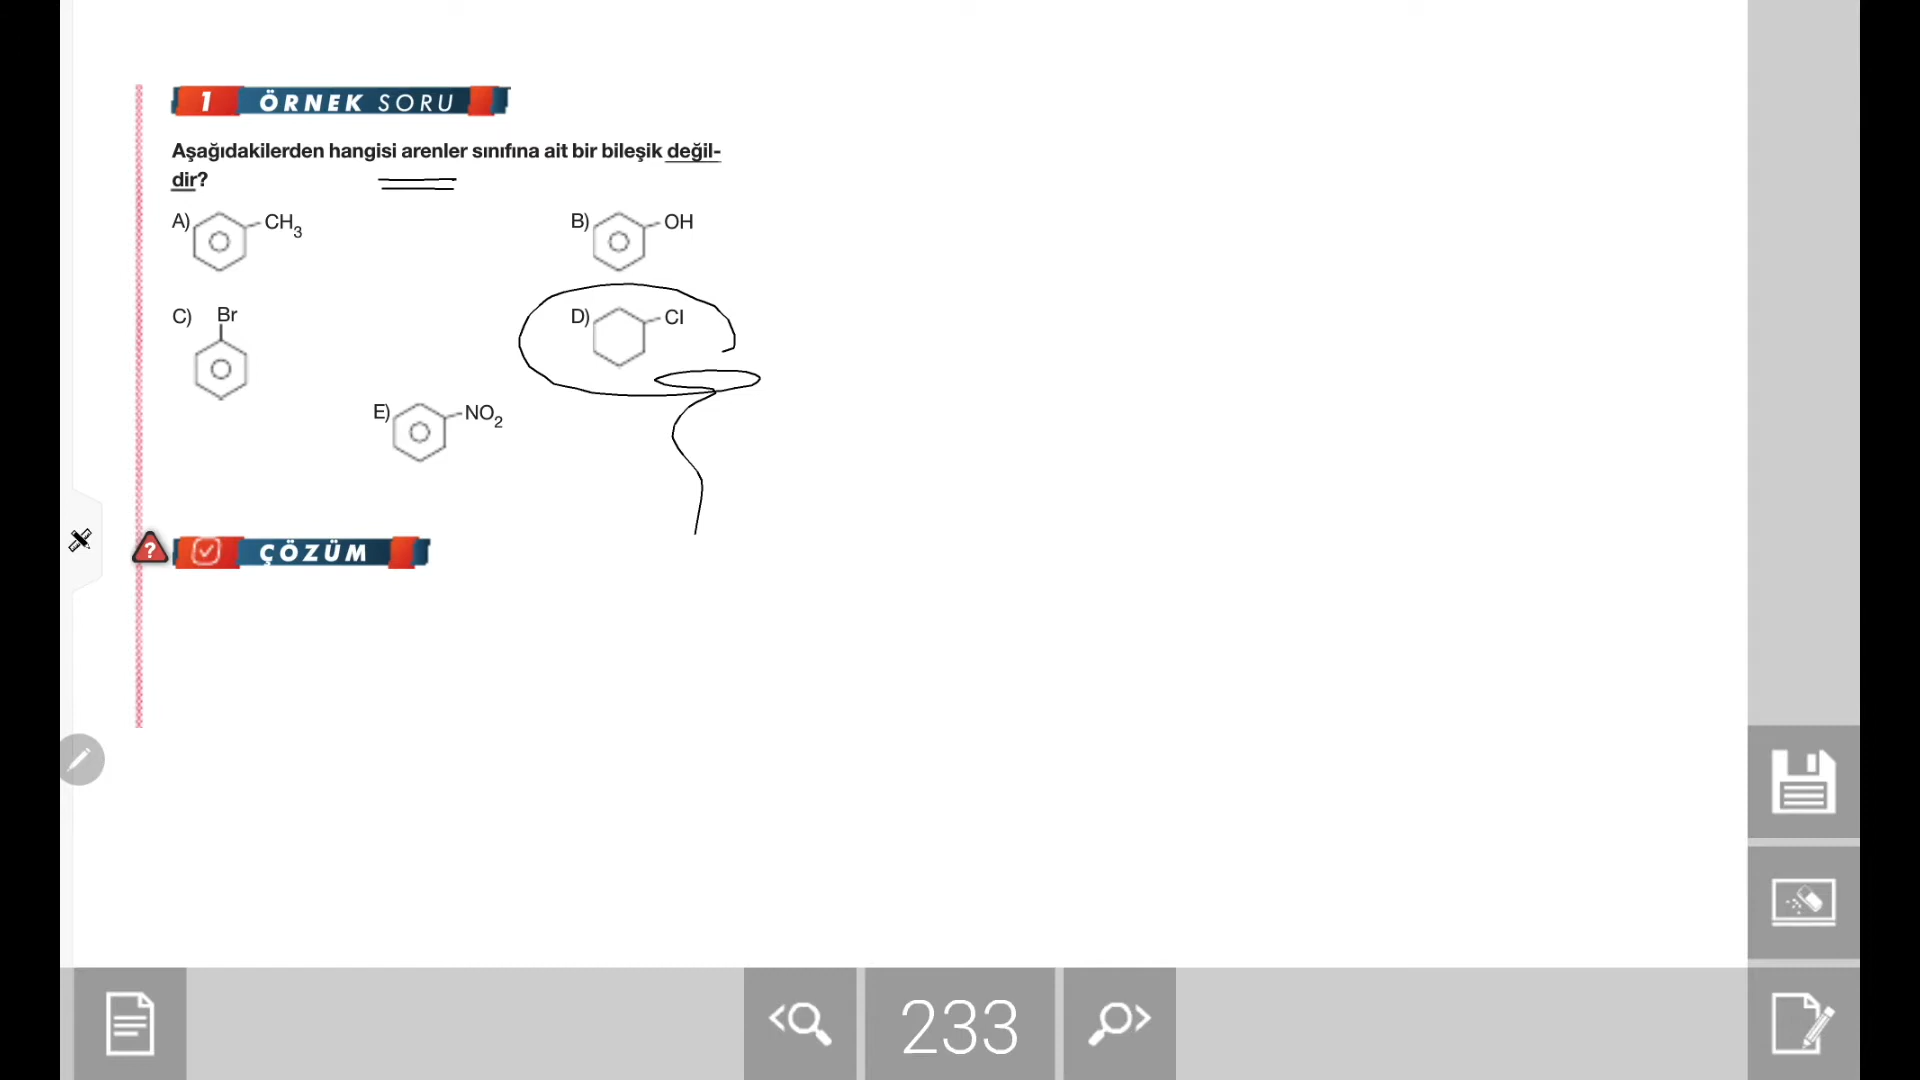 1 ÖRNEK SORU
Aşağıdakilerden hangisi arenler sınıfına ait bir bileşik değil-
dir?
A) CH3
B) OH
C) Br
D) Cl
E) NO2
? ÇÖZÜM
233